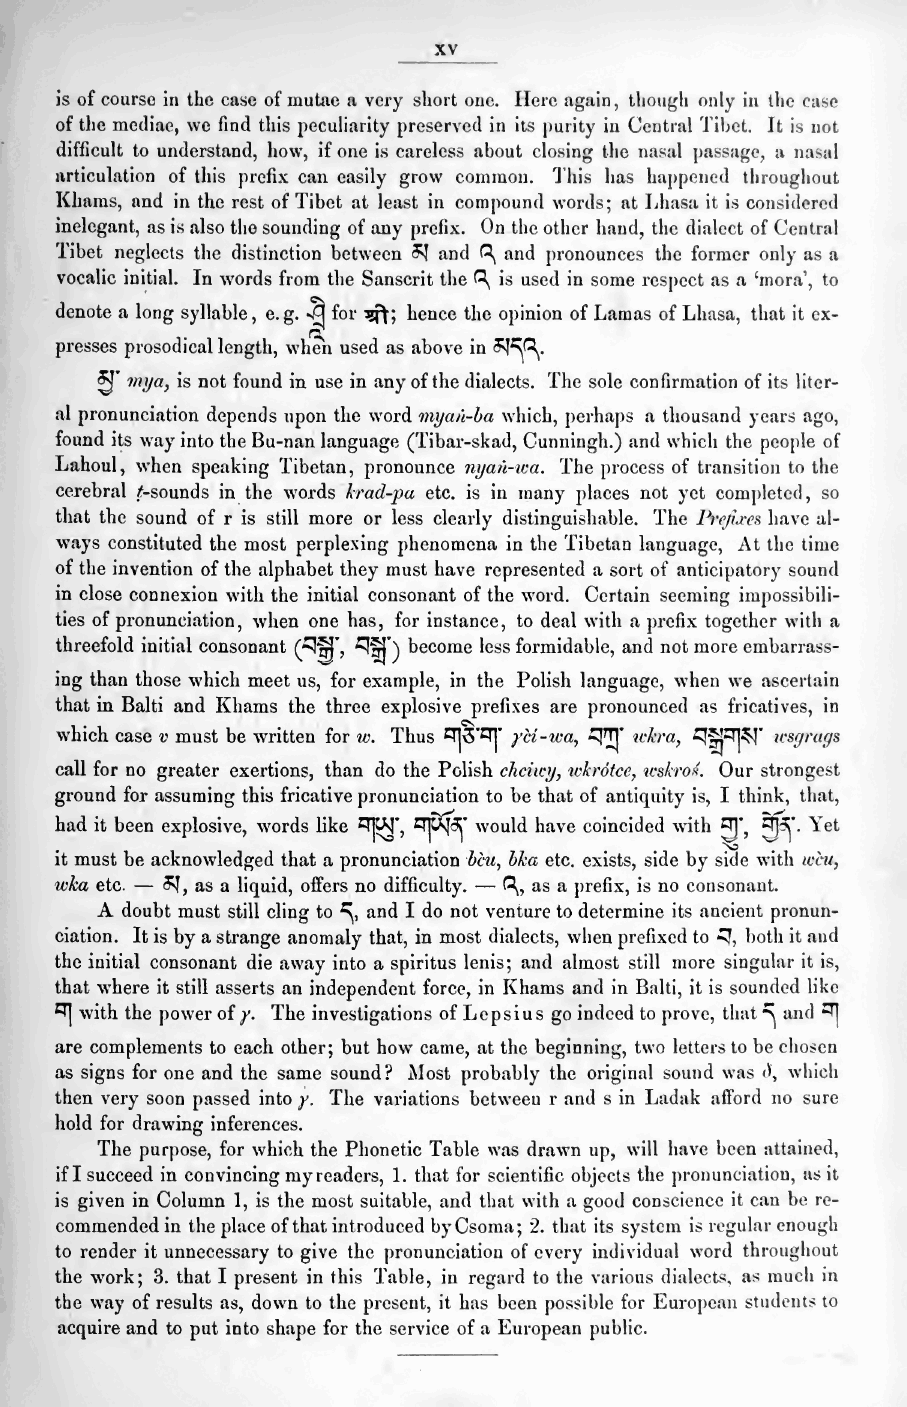 XV
is of course in the case of mutae a very short one. Here again, though only in the case
of the mediae, we find this peculiarity preserved in its purity in Central Tibet. It is not
difficult to understand, how, if one is careless about closing the nasal passage, a nasal
articulation of this prefix can easily grow common. This has happened throughout
Khams, and in the rest of Tibet at least in compound words; at Lhasa it is considered
inelegant, as is also the sounding of any prefix. On the other hand, the dialect of Central
Tibet neglects the distinction between མ and འ and pronounces the former only as a
vocalic initial. In words from the Sanscrit the འ is used in some respect as a ‘mora’, to
denote a long syllable, e. g. for श्री; hence the opinion of Lamas of Lhasa, that it ex-
presses prosodical length, when used as above in མདའ.
མྱ་ mya, is not found in use in any of the dialects. The sole confirmation of its liter-
al pronunciation depends upon the word myaṅ-ba which, perhaps a thousand years ago,
found its way into the Bu-nan language (Tibar-skad, Cunningh.) and which the people of
Lahoul, when speaking Tibetan, pronounce nyaṅ-wa. The process of transition to the
cerebral ṭ-sounds in the words krad-pa etc. is in many places not yet completed, so
that the sound of r is still more or less clearly distinguishable. The Prefixes have al-
ways constituted the most perplexing phenomena in the Tibetan language, At the time
of the invention of the alphabet they must have represented a sort of anticipatory sound
in close connexion with the initial consonant of the word. Certain seeming impossibili-
ties of pronunciation, when one has, for instance, to deal with a prefix together with a
threefold initial consonant (བསྒྲ་, བསྒྱ་) become less formidable, and not more embarrass-
ing than those which meet us, for example, in the Polish language, when we ascertain
that in Balti and Khams the three explosive prefixes are pronounced as fricatives, in
which case v must be written for w. Thus གཅིག་ γči-wa, བཀྲ་ wkra, བསྒྲགས་ wsgrags
call for no greater exertions, than do the Polish chciwy, wkrótce, wskroś. Our strongest
ground for assuming this fricative pronunciation to be that of antiquity is, I think, that,
had it been explosive, words like གཡུ་, གཡོན་ would have coincided with གྱུ་, གྱོན་. Yet
it must be acknowledged that a pronunciation bču, bka etc. exists, side by side with wču,
wka etc. — མ, as a liquid, offers no difficulty. — འ, as a prefix, is no consonant.
A doubt must still cling to ད, and I do not venture to determine its ancient pronun-
ciation. It is by a strange anomaly that, in most dialects, when prefixed to བ, both it and
the initial consonant die away into a spiritus lenis; and almost still more singular it is,
that where it still asserts an independent force, in Khams and in Balti, it is sounded like
ག with the power of γ. The investigations of Lepsius go indeed to prove, that ད and ག
are complements to each other; but how came, at the beginning, two letters to be chosen
as signs for one and the same sound? Most probably the original sound was δ, which
then very soon passed into γ. The variations between r and s in Ladak afford no sure
hold for drawing inferences.
The purpose, for which the Phonetic Table was drawn up, will have been attained,
if I succeed in convincing my readers, 1. that for scientific objects the pronunciation, as it
is given in Column 1, is the most suitable, and that with a good conscience it can be re-
commended in the place of that introduced by Csoma; 2. that its system is regular enough
to render it unnecessary to give the pronunciation of every individual word throughout
the work; 3. that I present in this Table, in regard to the various dialects, as much in
the way of results as, down to the present, it has been possible for European students to
acquire and to put into shape for the service of a European public.